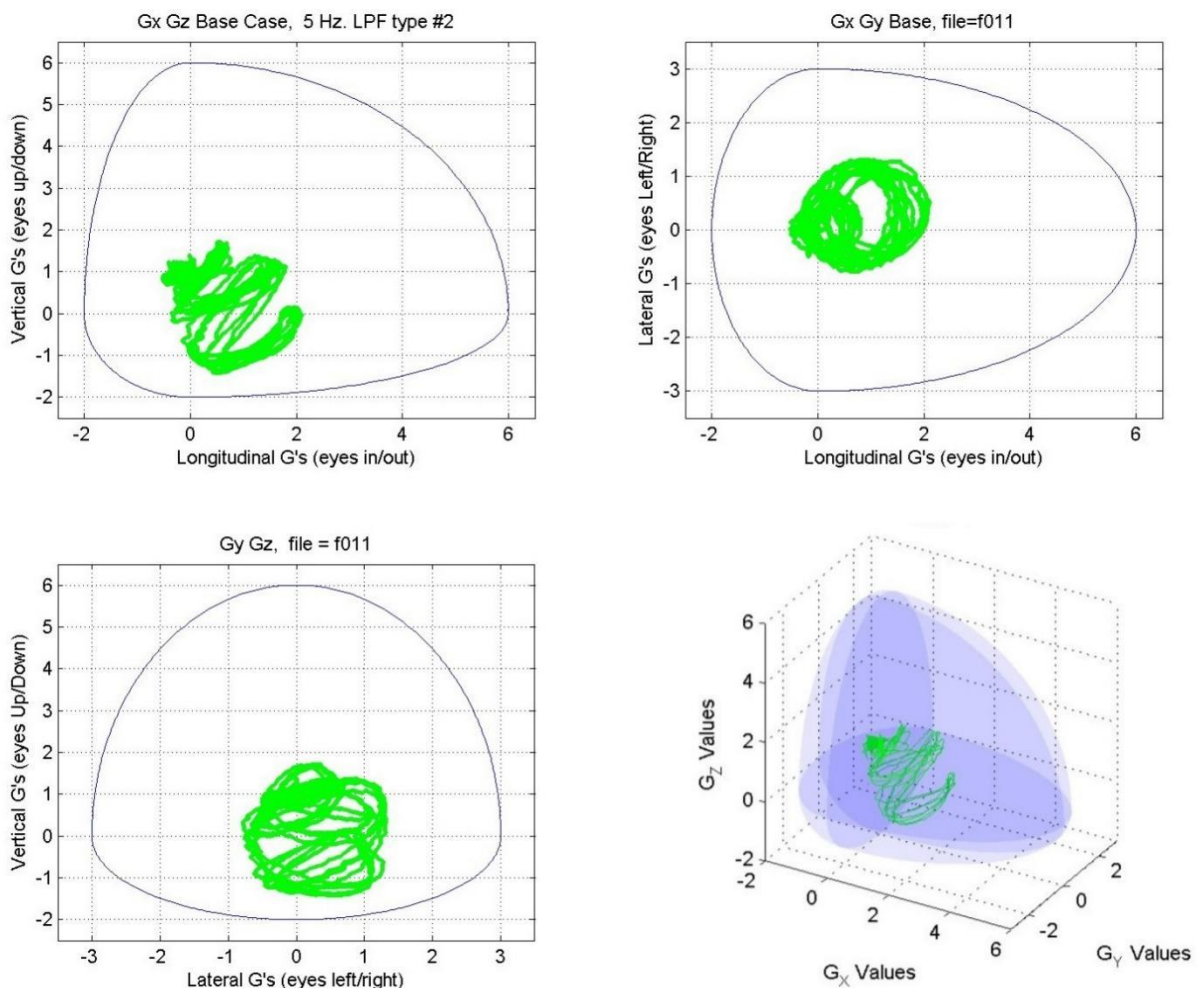 Gx Gz Base Case, 5 Hz. LPF type #2
Vertical G's (eyes up/down)
6
5
4
3
2
1
0
-1
-2
-2 0 2 4 6
Longitudinal G's (eyes in/out)
Gx Gy Base, file=f011
Lateral G's (eyes Left/Right)
3
2
1
0
-1
-2
-3
-2 0 2 4 6
Longitudinal G's (eyes in/out)
Gy Gz, file = f011
Vertical G's (eyes Up/Down)
6
5
4
3
2
1
0
-1
-2
-3 -2 -1 0 1 2 3
Lateral G's (eyes left/right)
GZ Values
6
4
2
0
-2
-2 0 2 4 6
GX Values
-2 0 2
GY Values